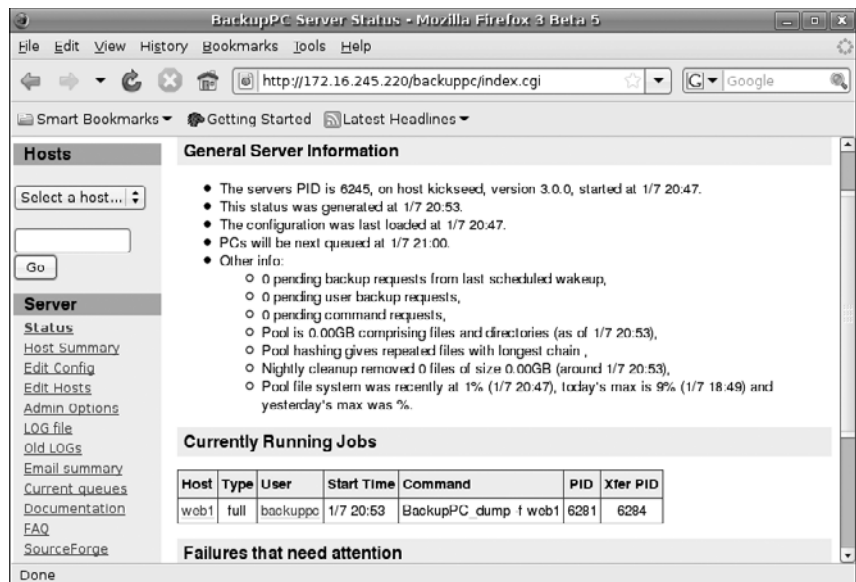 BackupPC Server Status - Mozilla Firefox 3 Beta 5
File Edit View History Bookmarks Tools Help
http://172.16.245.220/backuppc/index.cgi
G Google
Smart Bookmarks Getting Started Latest Headlines
Hosts
Select a host...
Go
Server
Status
Host Summary
Edit Config
Edit Hosts
Admin Options
LOG file
Old LOGs
Email summary
Current queues
Documentation
FAQ
SourceForge
General Server Information
The servers PID is 6245, on host kickseed, version 3.0.0, started at 1/7 20:47.
This status was generated at 1/7 20:53.
The configuration was last loaded at 1/7 20:47.
PCs will be next queued at 1/7 21:00.
Other info:
0 pending backup requests from last scheduled wakeup,
0 pending user backup requests,
0 pending command requests,
Pool is 0.00GB comprising files and directories (as of 1/7 20:53),
Pool hashing gives repeated files with longest chain ,
Nightly cleanup removed 0 files of size 0.00GB (around 1/7 20:53),
Pool file system was recently at 1% (1/7 20:47), today's max is 9% (1/7 18:49) and
yesterday's max was %.
Currently Running Jobs
Host Type User Start Time Command PID Xfer PID
web1 full backuppc 1/7 20:53 BackupPC_dump -f web1 6281 6284
Failures that need attention
Done